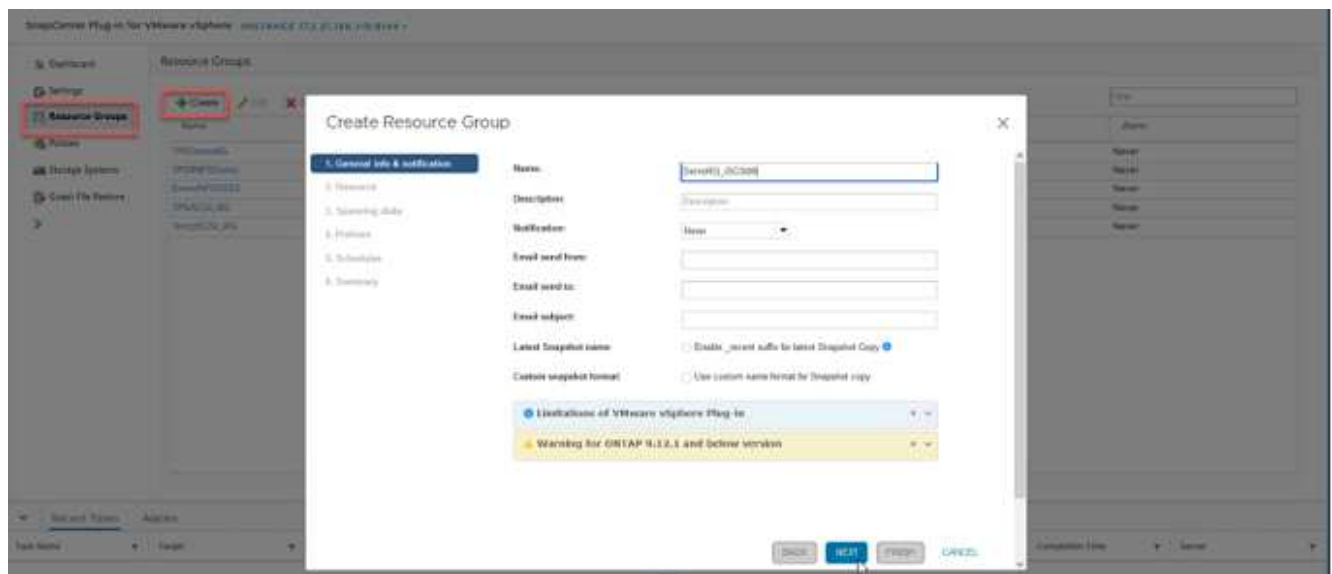 SnapCenter Plug-in for VMware vSphere
Dashboard
Settings
Resource Groups
Policies
Storage Systems
Guest File Restore
Resource Groups
Create
Name
Create Resource Group
1. General info & notification
2. Resource
3. Spanning disks
4. Policies
5. Schedules
6. Summary
Name:
Description:
Description
Notification:
Never
Email send from:
Email send to:
Email subject:
Latest Snapshot name
Enable _recent suffix for latest Snapshot Copy
Custom snapshot format:
Use custom name format for Snapshot copy
Limitations of VMware vSphere Plug-in
Warning for ONTAP 9.12.1 and below version
BACK
NEXT
FINISH
CANCEL
Filter
Never
Never
Never
Never
Never
Recent Tasks
Alarms
Task Name
Target
Completion Time
Server